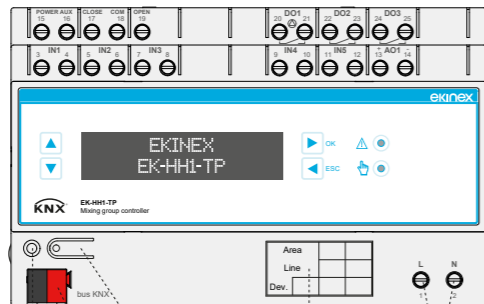 POWER AUX CLOSE COM OPEN DO1 DO2 DO3
15 16 17 18 19 20 21 22 23 24 25
IN1 IN2 IN3 IN4 IN5 + AO1 -
3 4 5 6 7 8 9 10 11 12 13 14
ekinex
EKINEX
EK-HH1-TP
OK
ESC
KNX
EK-HH1-TP
Mixing group controller
Area
Line
Dev.
bus KNX
L N
1 2